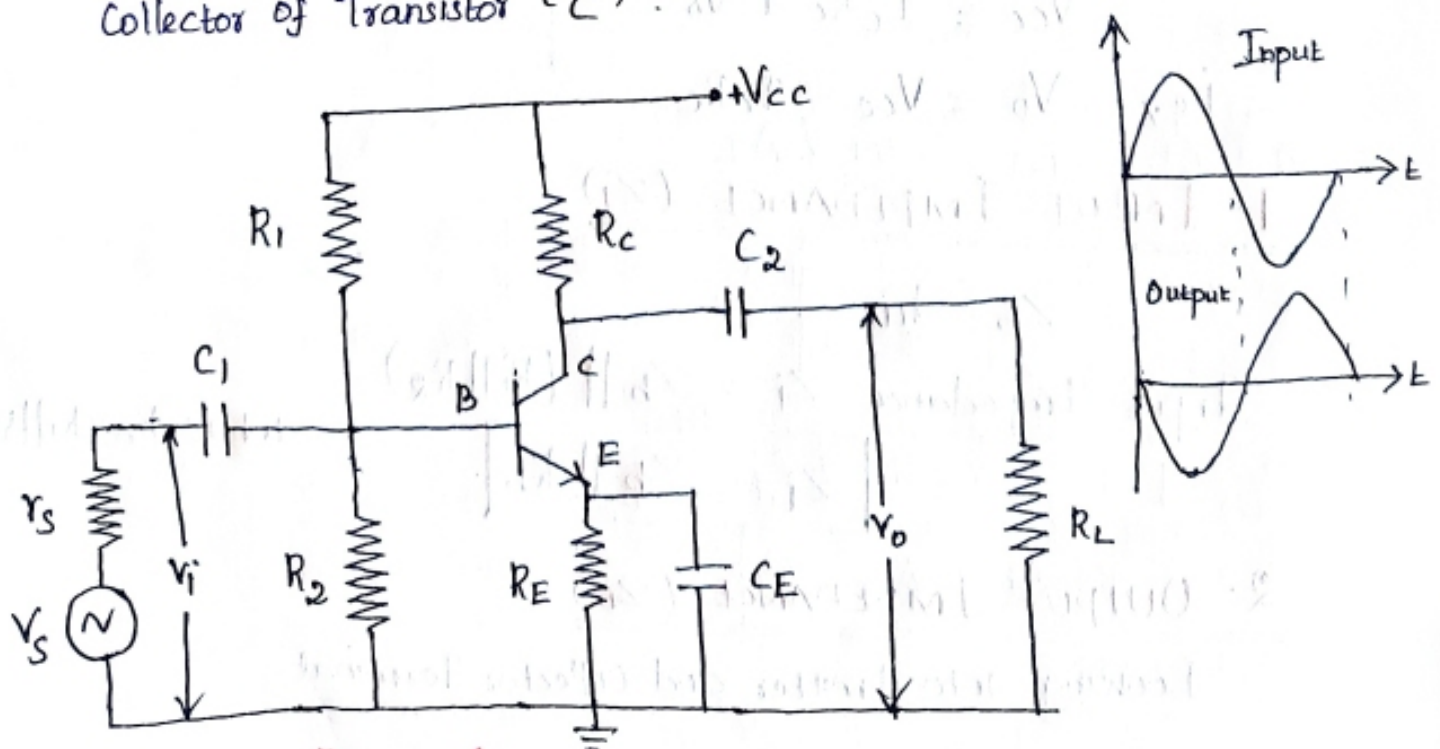 Collector of Transistor
+Vcc
Input
t
R1
Rc
C2
Output
t
C1
B
C
E
rs
vi
R2
RE
CE
vo
RL
Vs